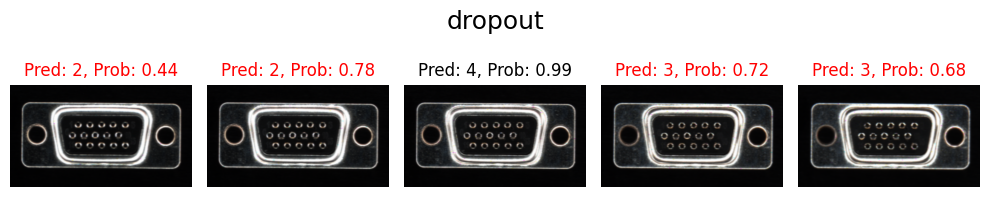 dropout
Pred: 2, Prob: 0.44
Pred: 2, Prob: 0.78
Pred: 4, Prob: 0.99
Pred: 3, Prob: 0.72
Pred: 3, Prob: 0.68